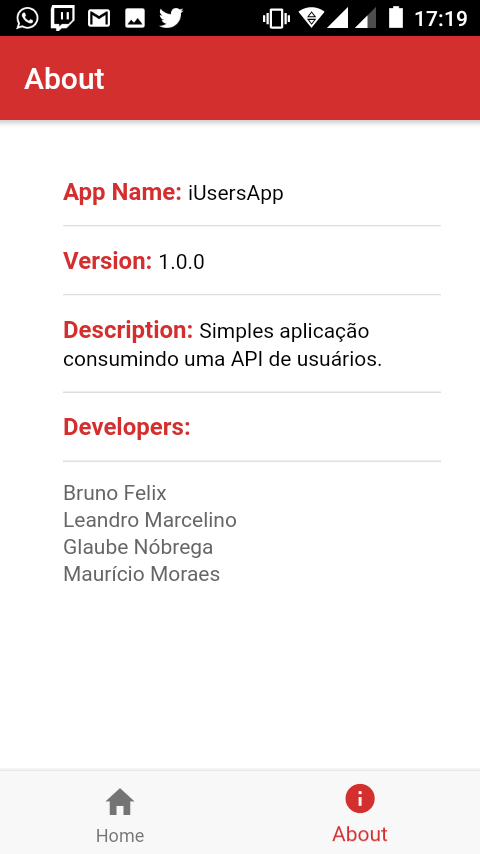 17:19
About
App Name: iUsersApp
Version: 1.0.0
Description: Simples aplicação
consumindo uma API de usuários.
Developers:
Bruno Felix
Leandro Marcelino
Glaube Nóbrega
Maurício Moraes
Home
About